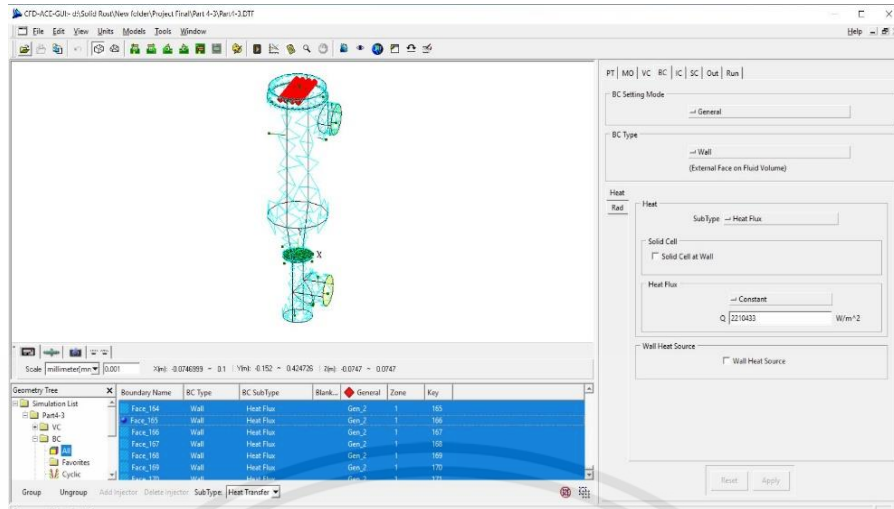 CFD-ACE-GUI:- d:\Solid Rust\New folder\Project Final\Part 4-3\Part4-3.DTF
File Edit View Units Models Tools Window Help
PT MO VC BC IC SC Out Run
BC Setting Mode
General
BC Type
Wall
(External Face on Fluid Volume)
Heat
Rad
Heat
SubType Heat Flux
Solid Cell
Solid Cell at Wall
Heat Flux
Constant
Q 2210433 W/m^2
Wall Heat Source
Wall Heat Source
Reset Apply
X
Scale millimeter(mm 0.001 X(m): -0.0746999 ~ 0.1 Y(m): -0.152 ~ 0.424726 Z(m): -0.0747 ~ 0.0747
Geometry Tree
Simulation List
Part4-3
VC
BC
All
Favorites
Cyclic
Boundary Name BC Type BC SubType Blank... General Zone Key
Face_164 Wall Heat Flux Gen_2 1 165
Face_165 Wall Heat Flux Gen_2 1 166
Face_166 Wall Heat Flux Gen_2 1 167
Face_167 Wall Heat Flux Gen_2 1 168
Face_168 Wall Heat Flux Gen_2 1 169
Face_169 Wall Heat Flux Gen_2 1 170
Face_170 Wall Heat Flux Gen_2 1 171
Group Ungroup Add Injector Delete Injector SubType: Heat Transfer